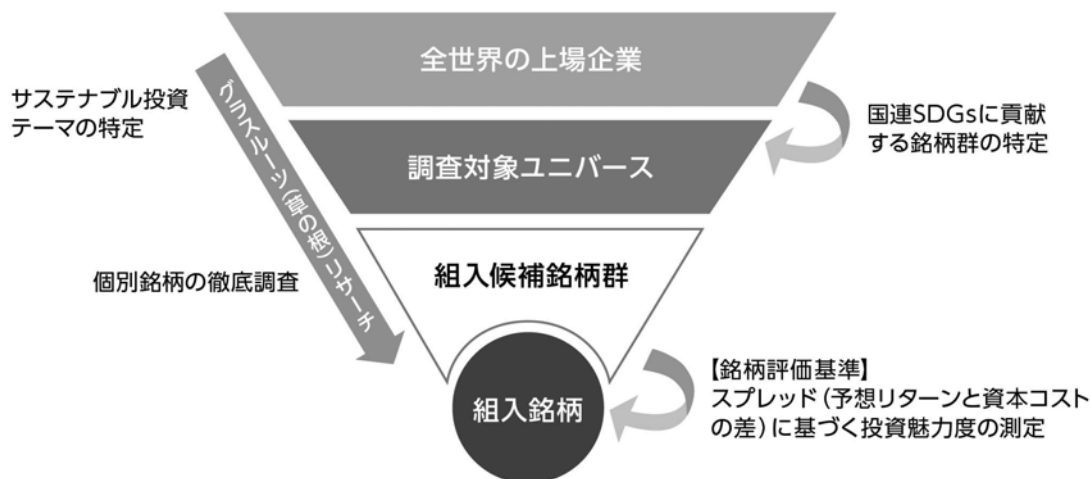 全世界の上場企業
サステナブル投資
テーマの特定
グラスルーツ(草の根)リサーチ
国連SDGsに貢献
する銘柄群の特定
調査対象ユニバース
個別銘柄の徹底調査
組入候補銘柄群
組入銘柄
【銘柄評価基準】
スプレッド(予想リターンと資本コスト
の差)に基づく投資魅力度の測定